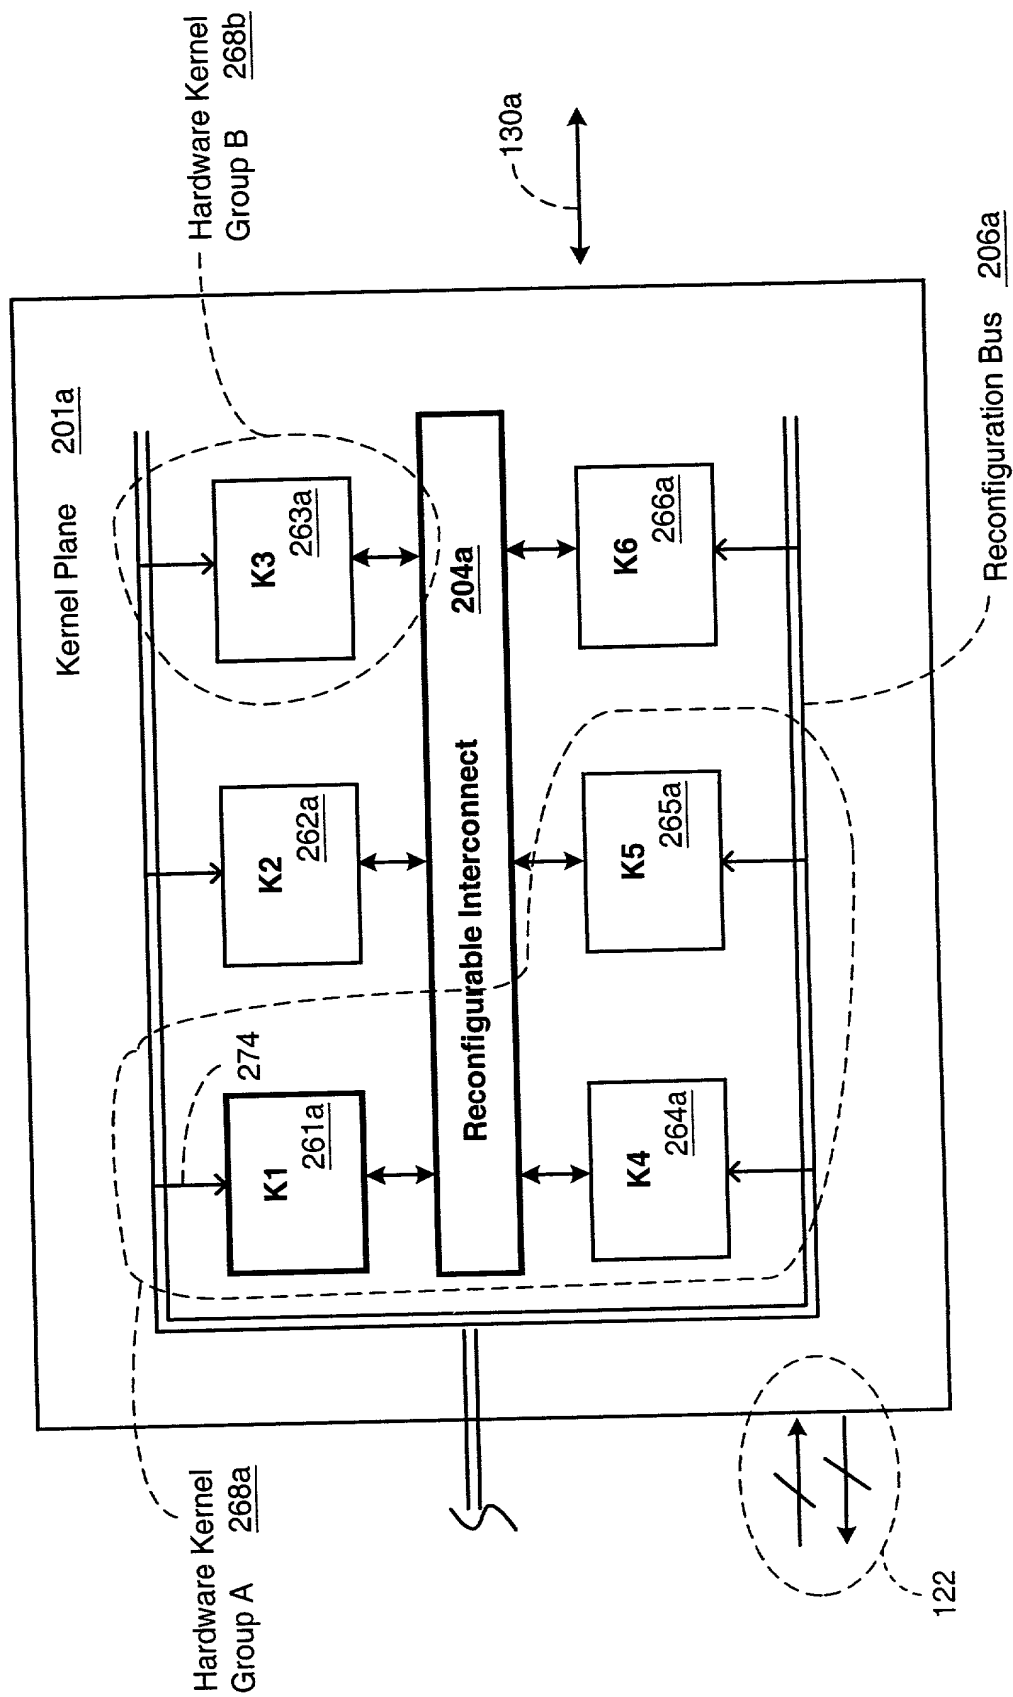 Hardware Kernel
Group B 268b
130a
Kernel Plane 201a
K1
261a
K2
262a
K3
263a
274
Reconfigurable Interconnect 204a
K4
264a
K5
265a
K6
266a
Hardware Kernel
Group A 268a
122
Reconfiguration Bus 206a